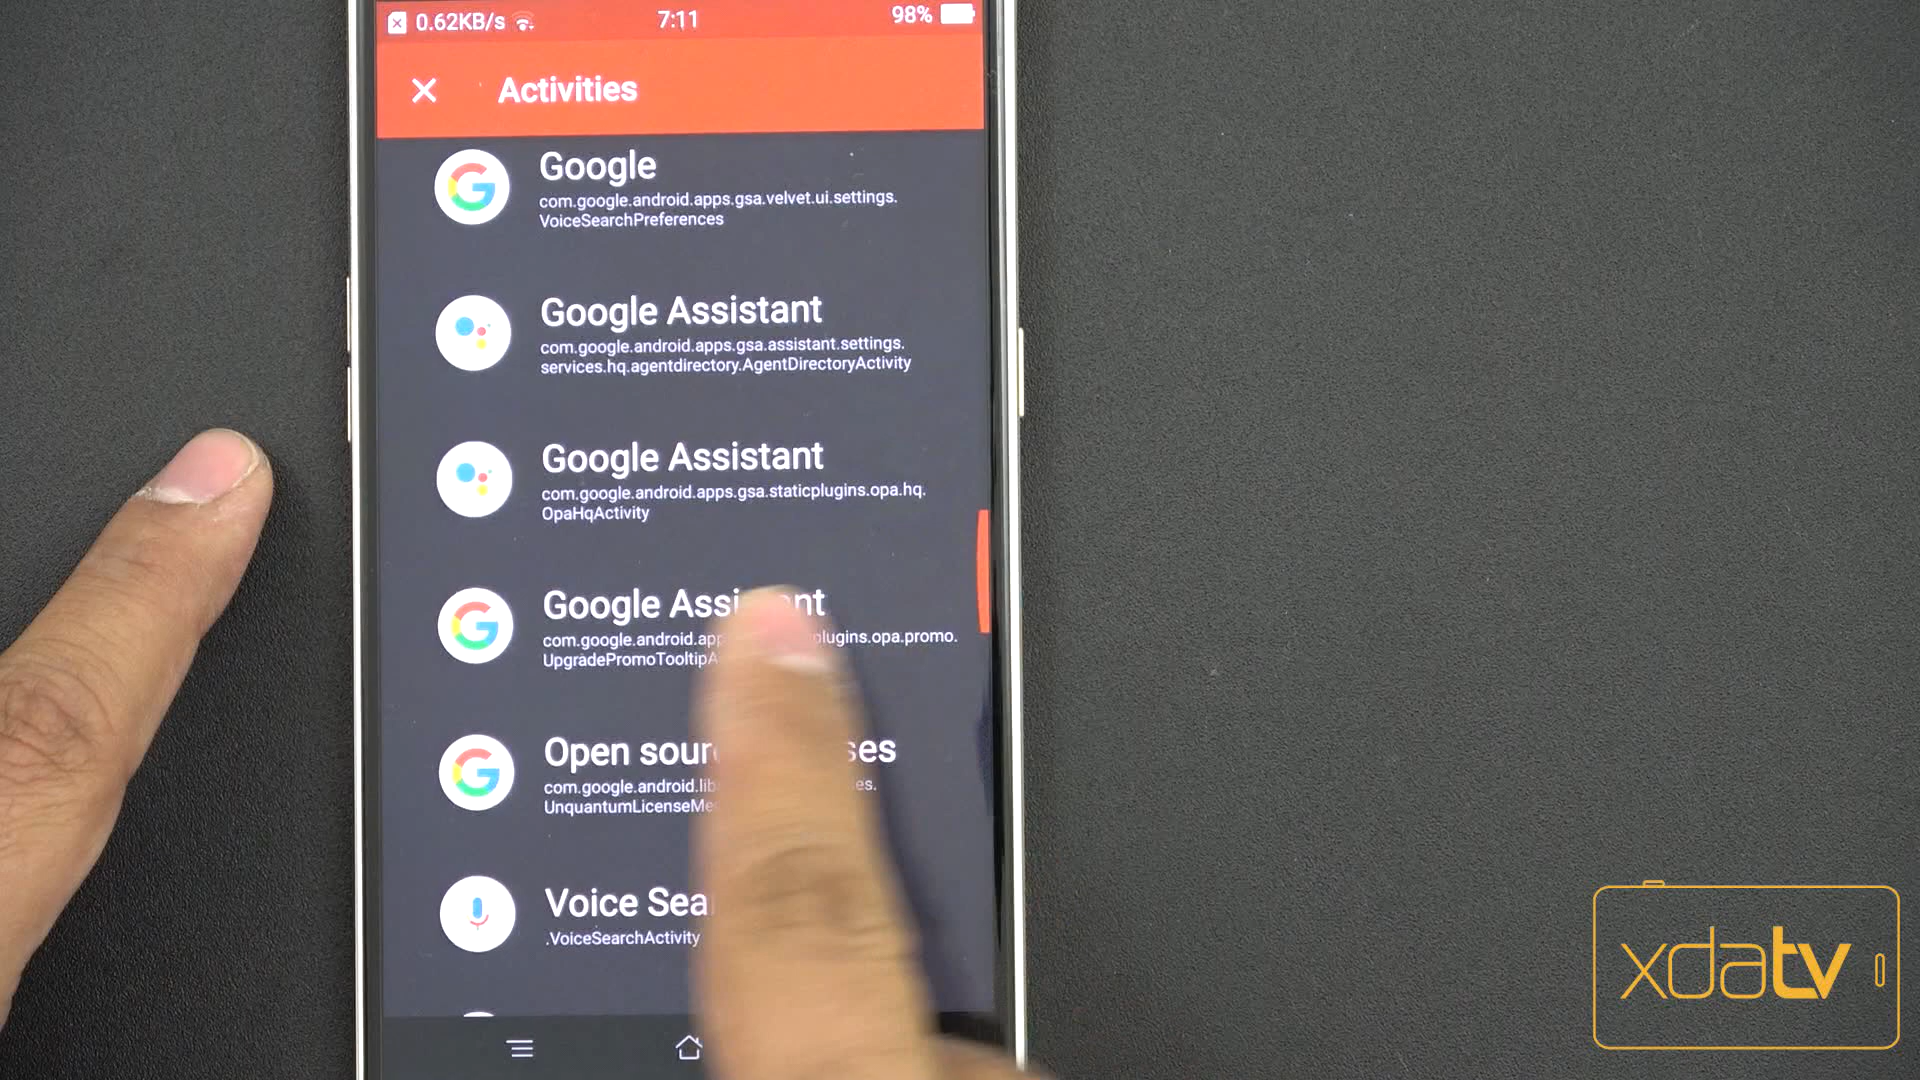 0.62KB/s 7:11 98%
Activities
Google
com.google.android.apps.gsa.velvet.ui.settings.
VoiceSearchPreferences
Google Assistant
com.google.android.apps.gsa.assistant.settings.
services.hq.agentdirectory.AgentDirectoryActivity
Google Assistant
com.google.android.apps.gsa.staticplugins.opa.hq.
OpaHqActivity
Google Assistant
com.google.android.app plugins.opa.promo.
UpgradePromoTooltipA
Open sour ses
com.google.android.lib es.
UnquantumLicenseMe
Voice Sear
.VoiceSearchActivity
xdatv